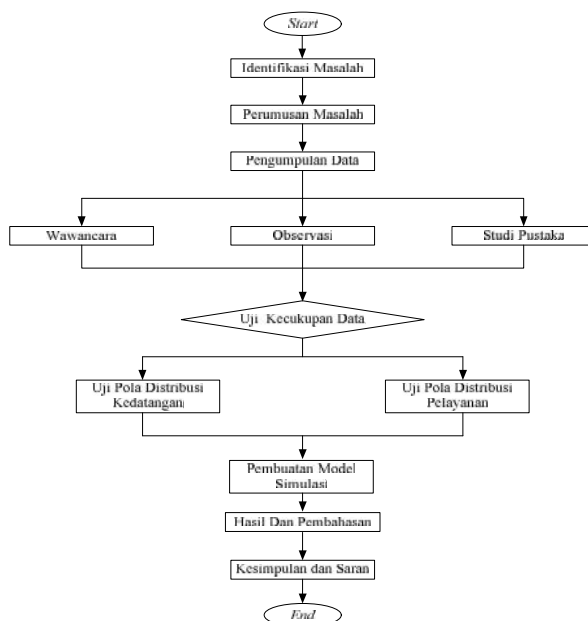 Start
Identifikasi Masalah
Perumusan Masalah
Pengumpulan Data
Wawancara
Observasi
Studi Pustaka
Uji Kecukupan Data
Uji Pola Distribusi
Kedatangan
Uji Pola Distribusi
Pelayanan
Pembuatan Model
Simulasi
Hasil Dan Pembahasan
Kesimpulan dan Saran
End